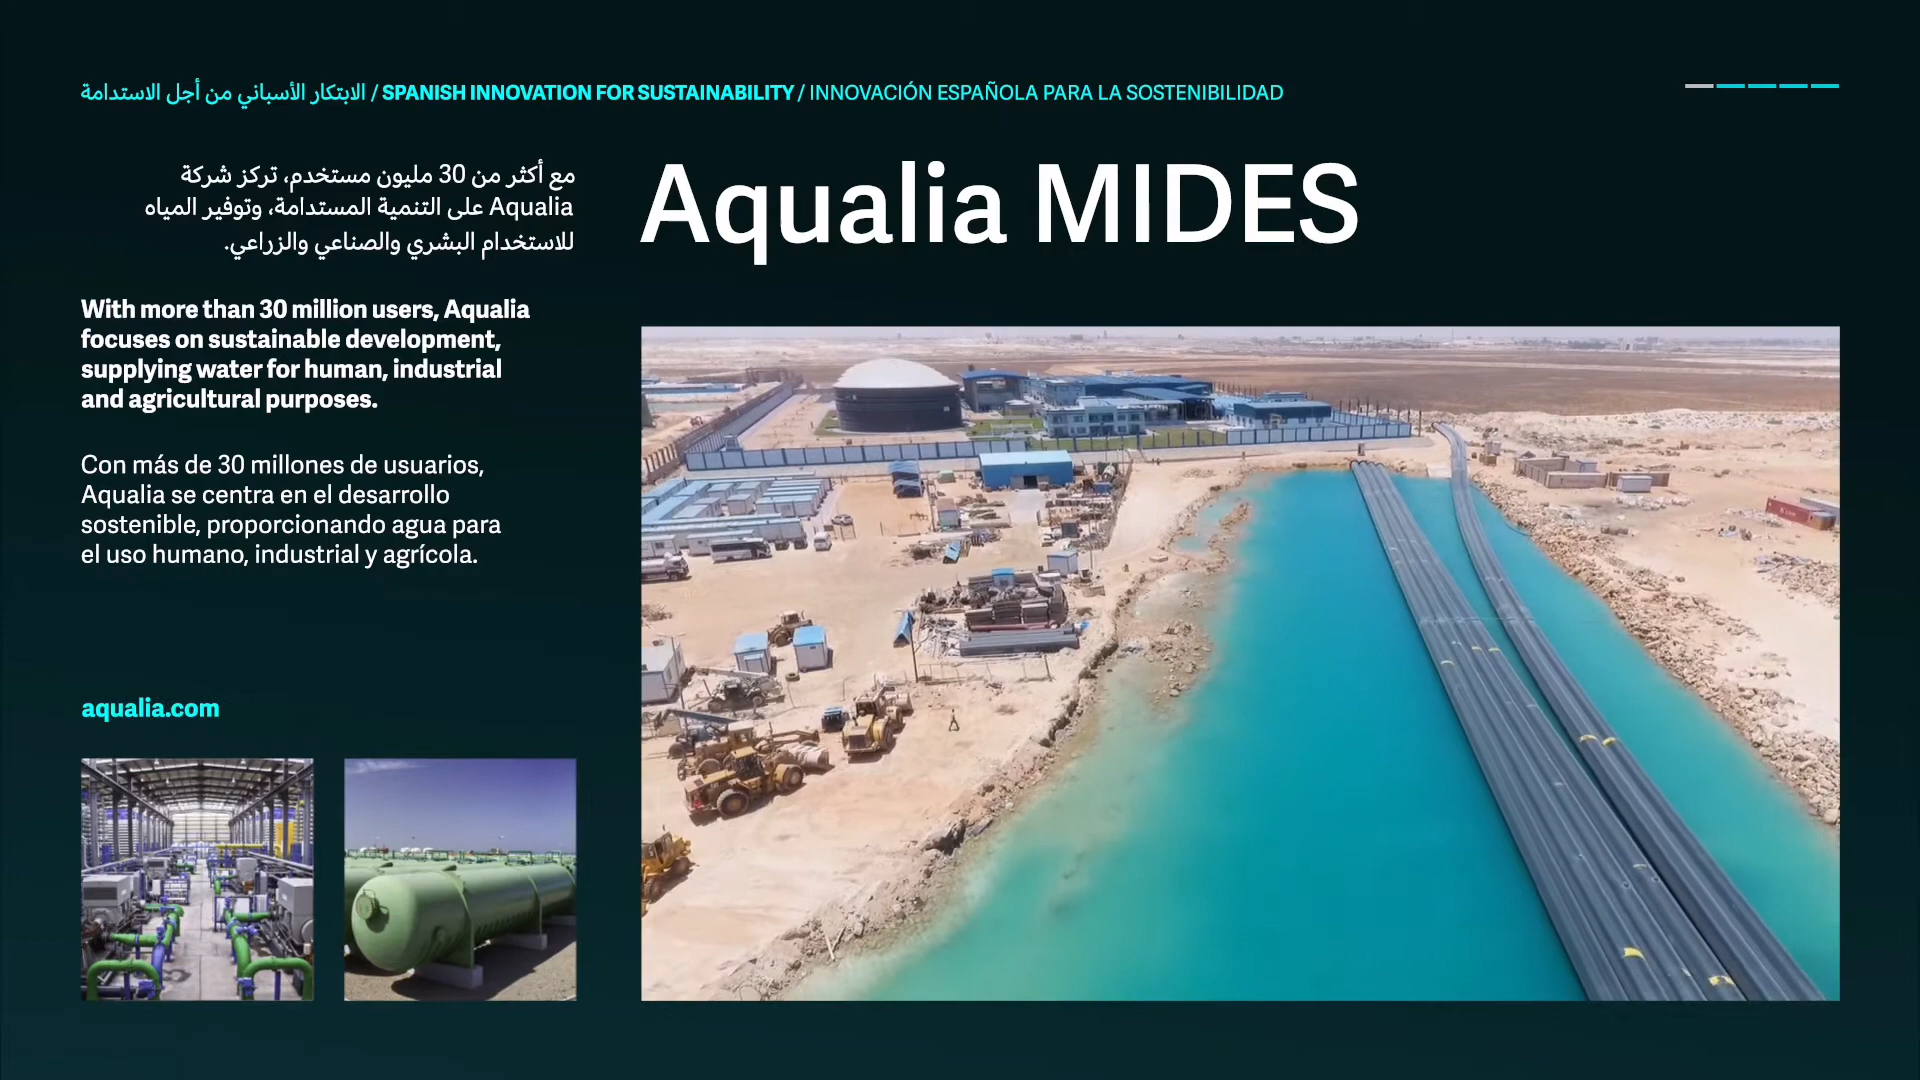 الابتكار الأسباني من أجل الاستدامة / SPANISH INNOVATION FOR SUSTAINABILITY / INNOVACIÓN ESPAÑOLA PARA LA SOSTENIBILIDAD
مع أكثر من 30 مليون مستخدم، تركز شركة
Aqualia على التنمية المستدامة، وتوفير المياه
للاستخدام البشري والصناعي والزراعي.
Aqualia MIDES
With more than 30 million users, Aqualia
focuses on sustainable development,
supplying water for human, industrial
and agricultural purposes.
Con más de 30 millones de usuarios,
Aqualia se centra en el desarrollo
sostenible, proporcionando agua para
el uso humano, industrial y agrícola.
aqualia.com